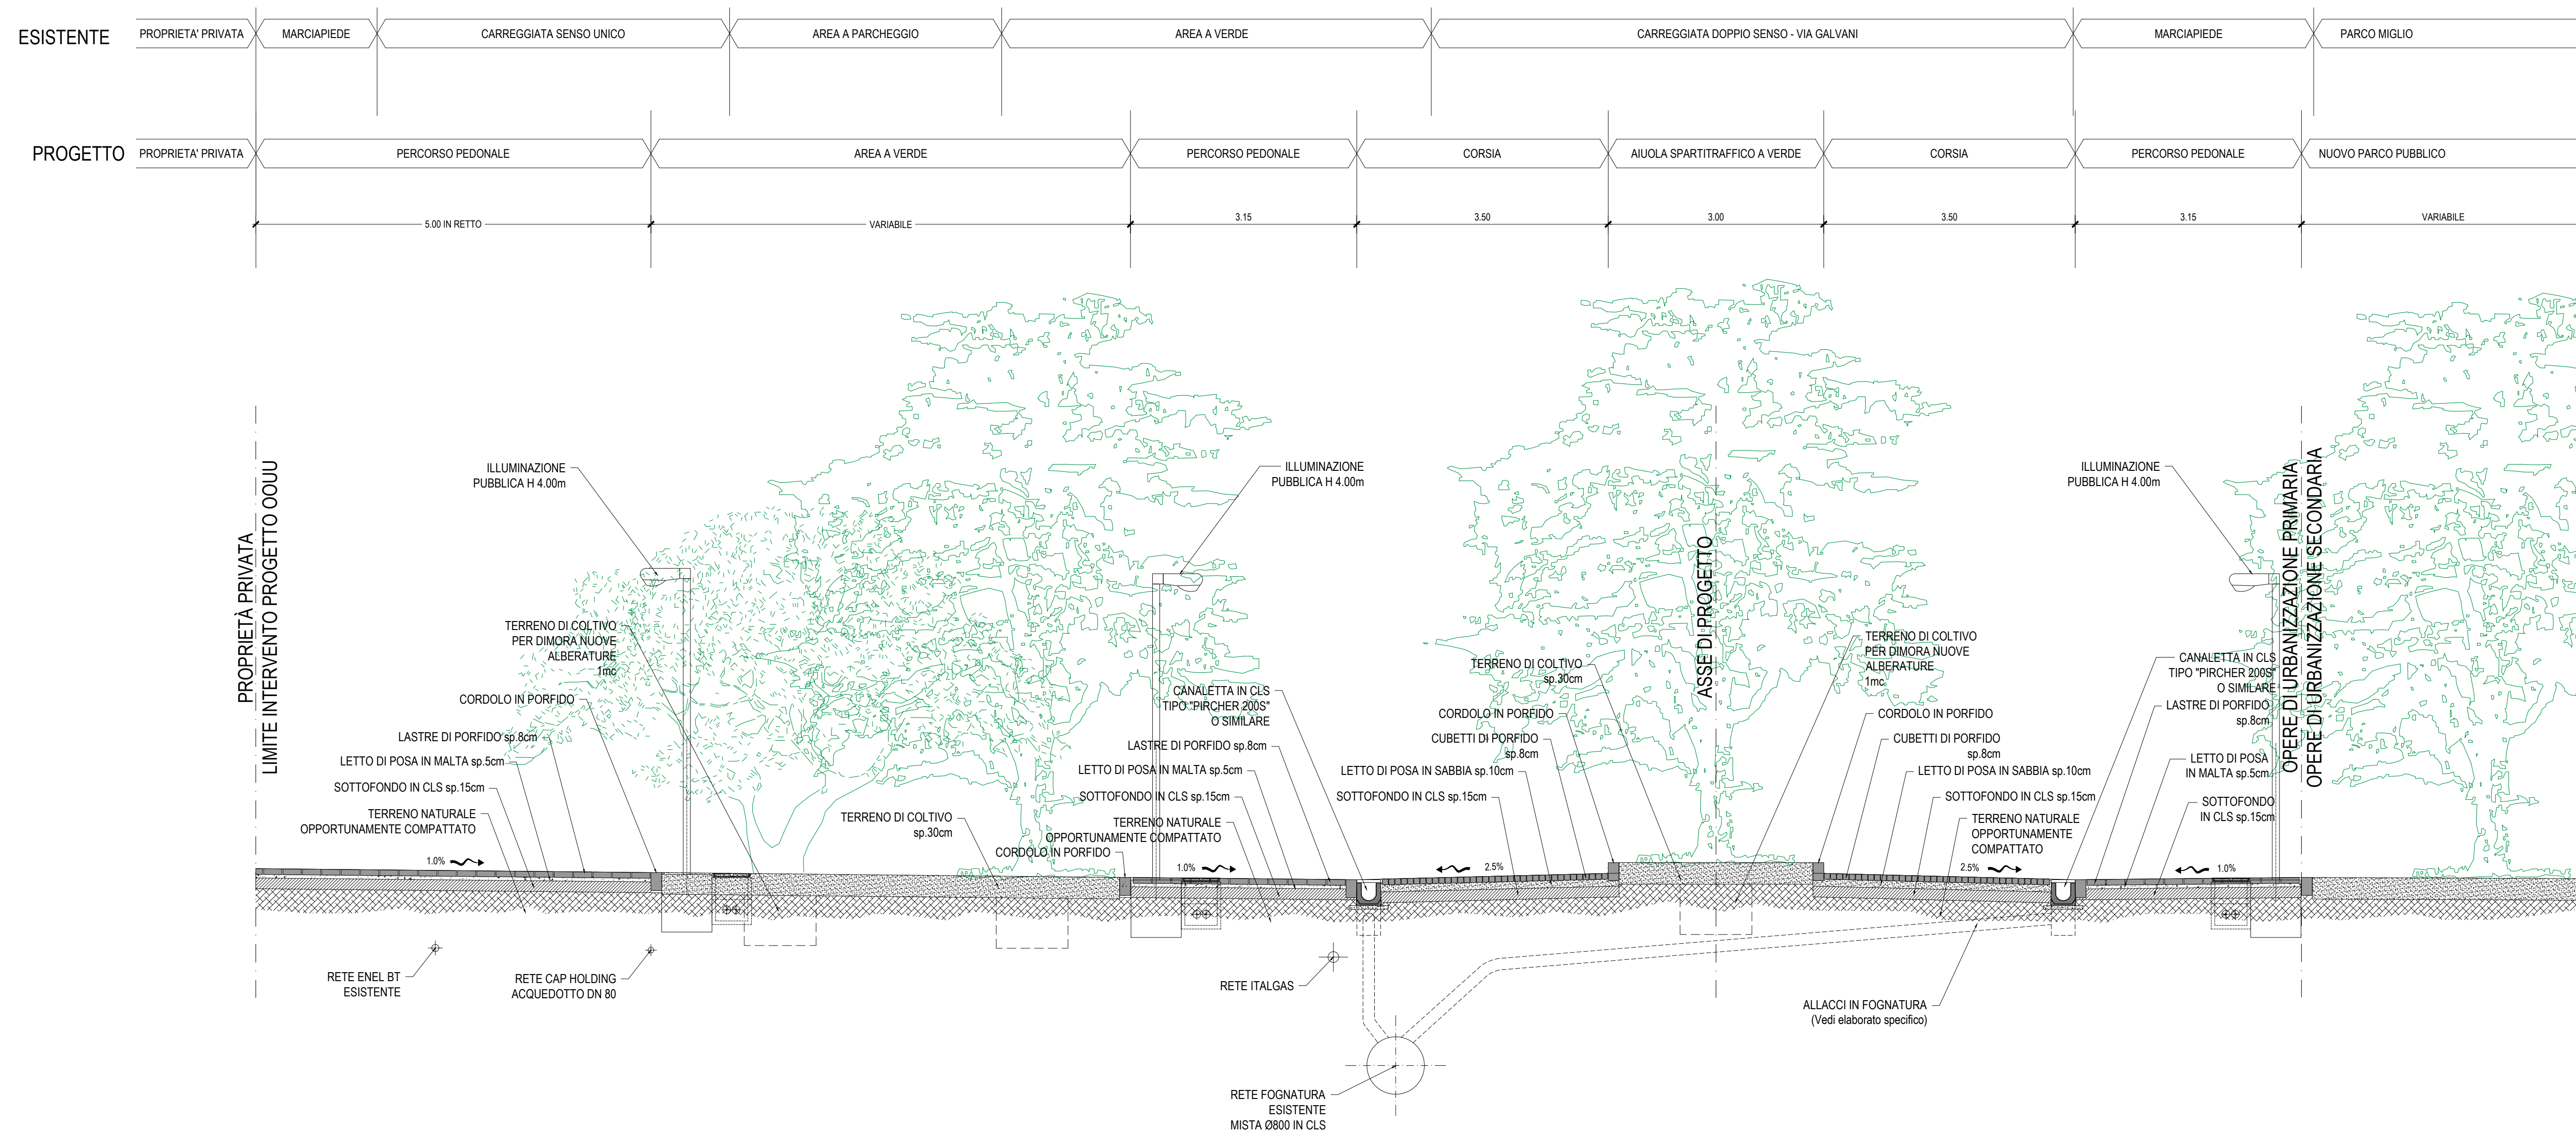 ESISTENTE
PROPRIETA' PRIVATA
MARCIAPIEDE
CARREGGIATA SENSO UNICO
AREA A PARCHEGGIO
AREA A VERDE
CARREGGIATA DOPPIO SENSO - VIA GALVANI
MARCIAPIEDE
PARCO MIGLIO
PROGETTO
PROPRIETA' PRIVATA
PERCORSO PEDONALE
AREA A VERDE
PERCORSO PEDONALE
CORSIA
AIUOLA SPARTITRAFFICO A VERDE
CORSIA
PERCORSO PEDONALE
NUOVO PARCO PUBBLICO
5.00 IN RETTO
VARIABILE
3.15
3.50
3.00
3.50
3.15
VARIABILE
PROPRIETÀ PRIVATA
LIMITE INTERVENTO PROGETTO OOUU
ILLUMINAZIONE
PUBBLICA H 4.00m
TERRENO DI COLTIVO
PER DIMORA NUOVE
ALBERATURE
1mc
CORDOLO IN PORFIDO
LASTRE DI PORFIDO sp.8cm
LETTO DI POSA IN MALTA sp.5cm
SOTTOFONDO IN CLS sp.15cm
TERRENO NATURALE
OPPORTUNAMENTE COMPATTATO
1.0%
RETE ENEL BT
ESISTENTE
RETE CAP HOLDING
ACQUEDOTTO DN 80
TERRENO DI COLTIVO
sp.30cm
ILLUMINAZIONE
PUBBLICA H 4.00m
CANALETTA IN CLS
TIPO "PIRCHER 200S"
O SIMILARE
LASTRE DI PORFIDO sp.8cm
LETTO DI POSA IN MALTA sp.5cm
SOTTOFONDO IN CLS sp.15cm
TERRENO NATURALE
OPPORTUNAMENTE COMPATTATO
CORDOLO IN PORFIDO
1.0%
RETE ITALGAS
RETE FOGNATURA
ESISTENTE
MISTA Ø800 IN CLS
TERRENO DI COLTIVO
sp.30cm
CORDOLO IN PORFIDO
CUBETTI DI PORFIDO
sp.8cm
LETTO DI POSA IN SABBIA sp.10cm
SOTTOFONDO IN CLS sp.15cm
2.5%
ASSE DI PROGETTO
TERRENO DI COLTIVO
PER DIMORA NUOVE
ALBERATURE
1mc
CORDOLO IN PORFIDO
CUBETTI DI PORFIDO
sp.8cm
LETTO DI POSA IN SABBIA sp.10cm
SOTTOFONDO IN CLS sp.15cm
TERRENO NATURALE
OPPORTUNAMENTE
COMPATTATO
2.5%
ALLACCI IN FOGNATURA
(Vedi elaborato specifico)
ILLUMINAZIONE
PUBBLICA H 4.00m
CANALETTA IN CLS
TIPO "PIRCHER 200S"
O SIMILARE
LASTRE DI PORFIDO
sp.8cm
LETTO DI POSA
IN MALTA sp.5cm
SOTTOFONDO
IN CLS sp.15cm
1.0%
OPERE DI URBANIZZAZIONE PRIMARIA
OPERE DI URBANIZZAZIONE SECONDARIA